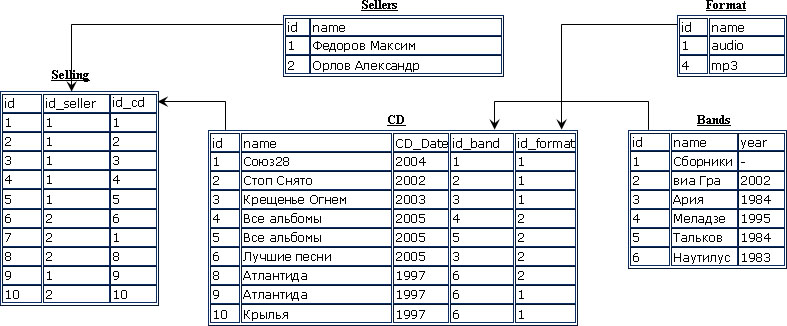 Sellers
id name
1 Федоров Максим
2 Орлов Александр
Format
id name
1 audio
4 mp3
Selling
id id_seller id_cd
1 1 1
2 1 2
3 1 3
4 1 4
5 1 5
6 2 6
7 2 1
8 2 8
9 1 9
10 2 10
CD
id name CD_Date id_band id_format
1 Союз28 2004 1 1
2 Стоп Снято 2002 2 1
3 Крещенье Огнем 2003 3 1
4 Все альбомы 2005 4 2
5 Все альбомы 2005 5 2
6 Лучшие песни 2005 3 2
8 Атлантида 1997 6 2
9 Атлантида 1997 6 1
10 Крылья 1997 6 1
Bands
id name year
1 Сборники -
2 виа Гра 2002
3 Ария 1984
4 Меладзе 1995
5 Тальков 1984
6 Наутилус 1983